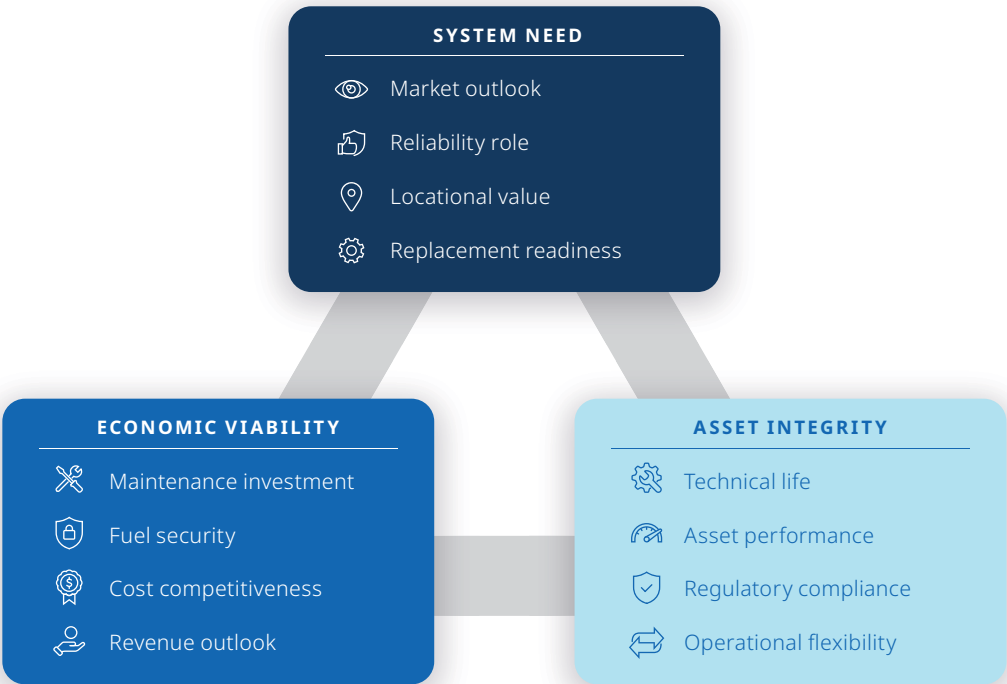 SYSTEM NEED
Market outlook
Reliability role
Locational value
Replacement readiness
ECONOMIC VIABILITY
Maintenance investment
Fuel security
$
Cost competitiveness
Revenue outlook
ASSET INTEGRITY
Technical life
Asset performance
Regulatory compliance
Operational flexibility